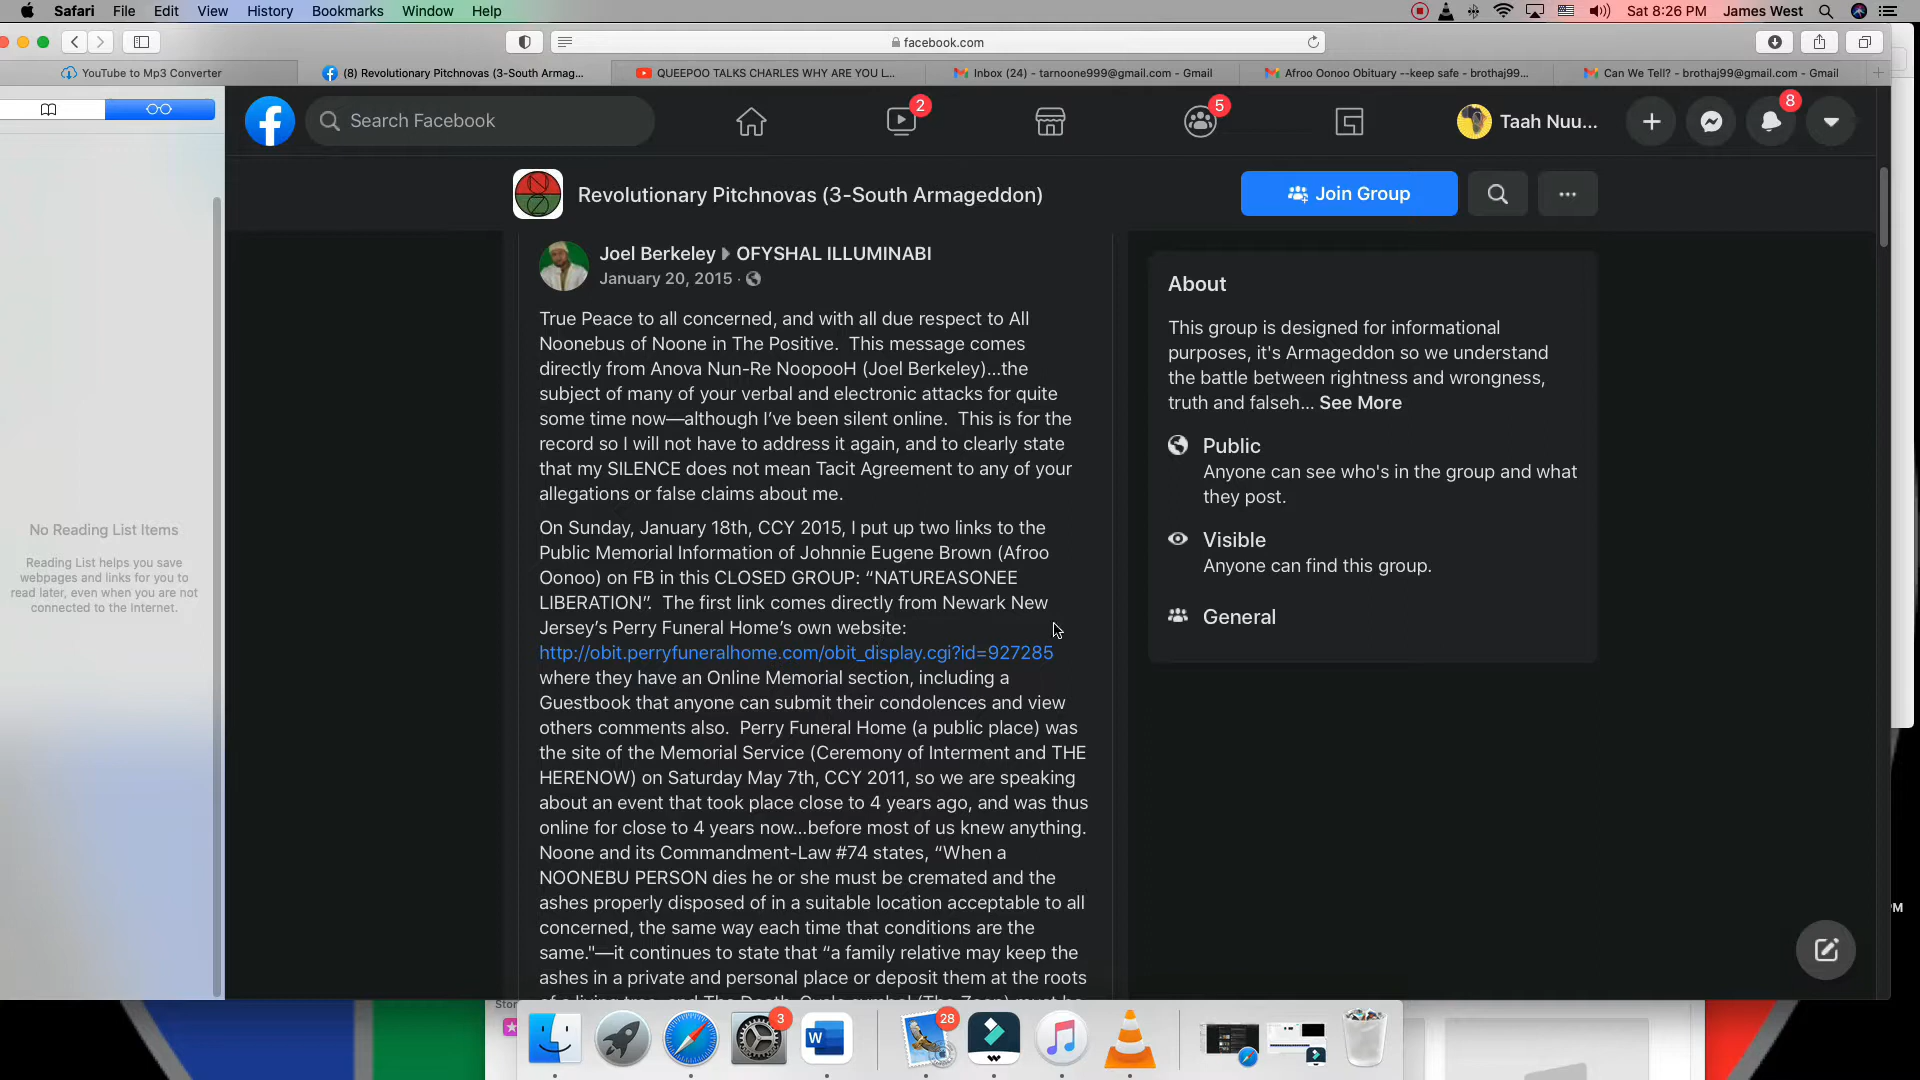 Safari File Edit View History Bookmarks Window Help
Sat 8:26 PM James West
facebook.com
YouTube to Mp3 Converter
(8) Revolutionary Pitchnovas (3-South Armag...
QUEEPOO TALKS CHARLES WHY ARE YOU L...
Inbox (24) - tarnoone999@gmail.com - Gmail
Afroo Oonoo Obituary --keep safe - brothaj99...
Can We Tell? - brothaj99@gmail.com - Gmail
Search Facebook
2
5
Taah Nuu...
8
Revolutionary Pitchnovas (3-South Armageddon)
Join Group
No Reading List Items
Reading List helps you save
webpages and links for you to
read later, even when you are not
connected to the Internet.
Joel Berkeley OFYSHAL ILLUMINABI
January 20, 2015 ·
True Peace to all concerned, and with all due respect to All
Noonebus of Noone in The Positive. This message comes
directly from Anova Nun-Re NoopooH (Joel Berkeley)...the
subject of many of your verbal and electronic attacks for quite
some time now—although I've been silent online. This is for the
record so I will not have to address it again, and to clearly state
that my SILENCE does not mean Tacit Agreement to any of your
allegations or false claims about me.
On Sunday, January 18th, CCY 2015, I put up two links to the
Public Memorial Information of Johnnie Eugene Brown (Afroo
Oonoo) on FB in this CLOSED GROUP: “NATUREASONEE
LIBERATION”. The first link comes directly from Newark New
Jersey’s Perry Funeral Home’s own website:
http://obit.perryfuneralhome.com/obit_display.cgi?id=927285
where they have an Online Memorial section, including a
Guestbook that anyone can submit their condolences and view
others comments also. Perry Funeral Home (a public place) was
the site of the Memorial Service (Ceremony of Interment and THE
HERENOW) on Saturday May 7th, CCY 2011, so we are speaking
about an event that took place close to 4 years ago, and was thus
online for close to 4 years now...before most of us knew anything.
Noone and its Commandment-Law #74 states, “When a
NOONEBU PERSON dies he or she must be cremated and the
ashes properly disposed of in a suitable location acceptable to all
concerned, the same way each time that conditions are the
same."—it continues to state that “a family relative may keep the
ashes in a private and personal place or deposit them at the roots
About
This group is designed for informational
purposes, it's Armageddon so we understand
the battle between rightness and wrongness,
truth and falseh... See More
Public
Anyone can see who's in the group and what
they post.
Visible
Anyone can find this group.
General
PM
3
28